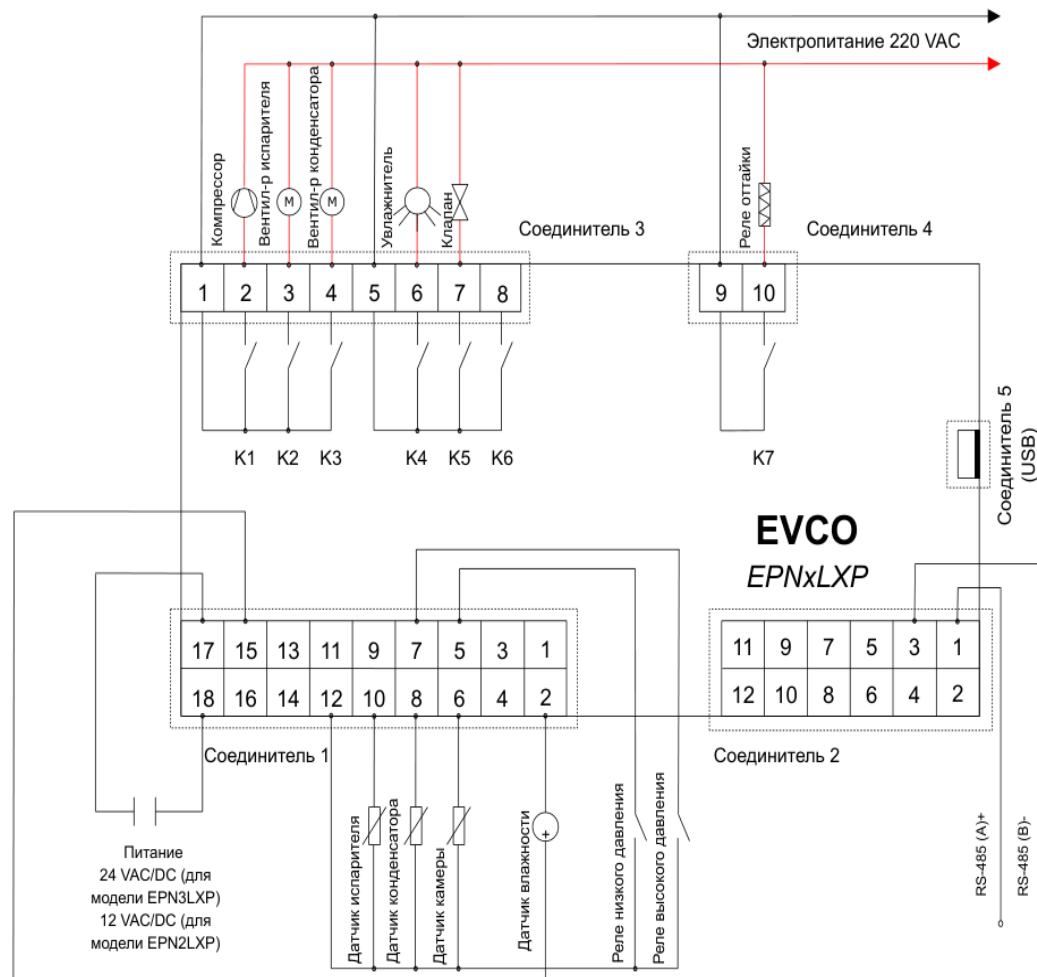 Электропитание 220 VAC
Компрессор
Вентил-р испарителя
Вентил-р конденсатора
Увлажнитель
Клапан
Реле оттайки
Соединитель 3
Соединитель 4
1 2 3 4 5 6 7 8
9 10
K1 K2 K3 K4 K5 K6
K7
Соединитель 5
(USB)
EVCO
EPNxLXP
17 15 13 11 9 7 5 3 1
18 16 14 12 10 8 6 4 2
11 9 7 5 3 1
12 10 8 6 4 2
Соединитель 1
Соединитель 2
Питание
24 VAC/DC (для
модели EPN3LXP)
12 VAC/DC (для
модели EPN2LXP)
Датчик испарителя
Датчик конденсатора
Датчик камеры
Датчик влажности
Реле низкого давления
Реле высокого давления
RS-485 (A)+
RS-485 (B)-
M
M
+